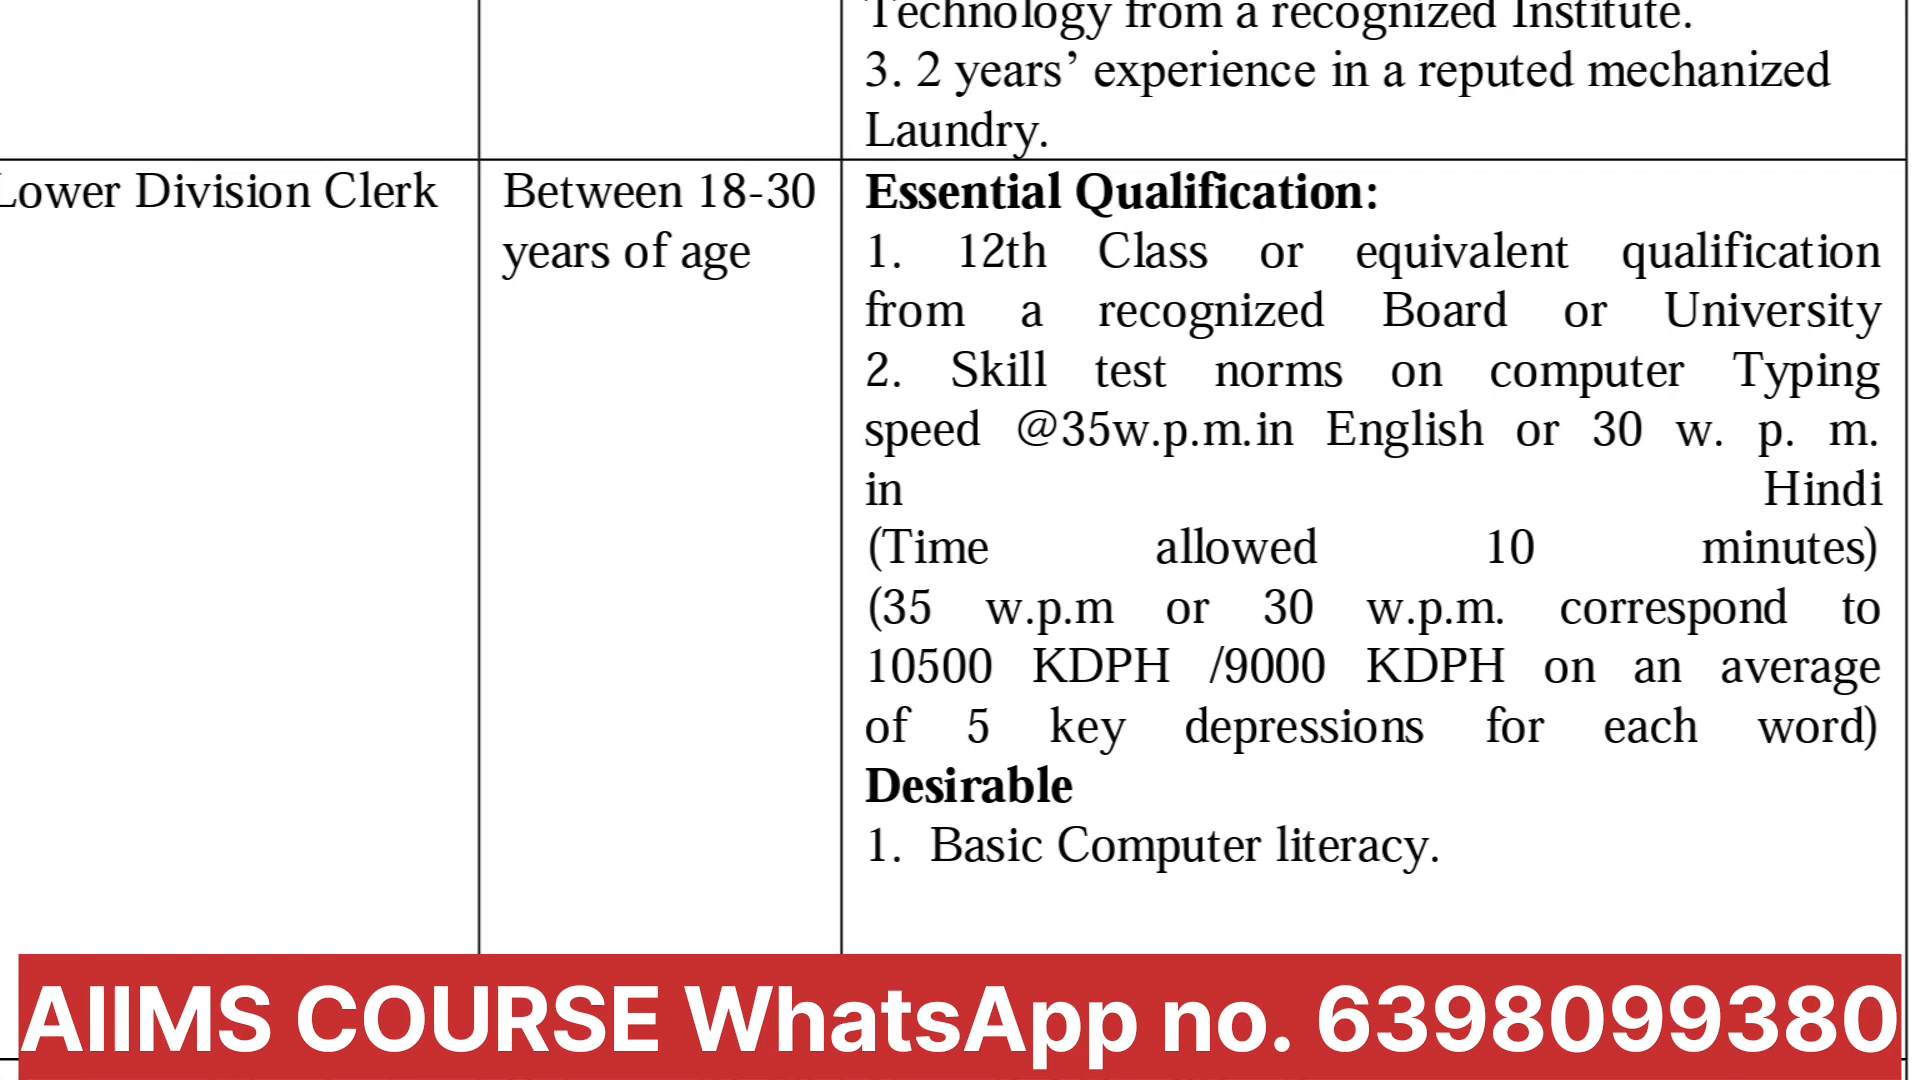 Technology from a recognized Institute.
3. 2 years’ experience in a reputed mechanized
Laundry.
Lower Division Clerk
Between 18-30
years of age
Essential Qualification:
1. 12th Class or equivalent qualification
from a recognized Board or University
2. Skill test norms on computer Typing
speed @35w.p.m.in English or 30 w. p. m.
in Hindi
(Time allowed 10 minutes)
(35 w.p.m or 30 w.p.m. correspond to
10500 KDPH /9000 KDPH on an average
of 5 key depressions for each word)
Desirable
1. Basic Computer literacy.
AIIMS COURSE WhatsApp no. 6398099380